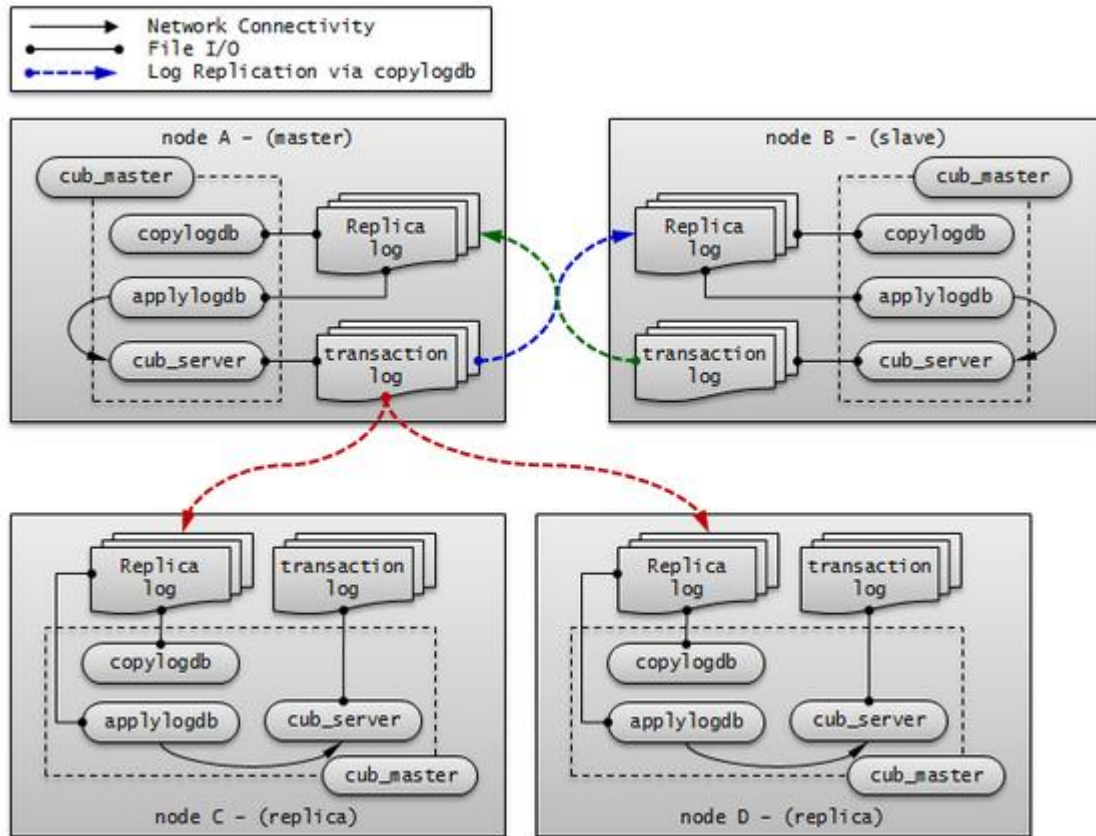 Network Connectivity
File I/O
Log Replication via copylogdb
node A - (master)
cub_master
copylogdb
Replica
log
applylogdb
cub_server
transaction
log
node B - (slave)
cub_master
Replica
log
copylogdb
applylogdb
transaction
log
cub_server
Replica
log
transaction
log
copylogdb
applylogdb
cub_server
cub_master
node C - (replica)
Replica
log
transaction
log
copylogdb
applylogdb
cub_server
cub_master
node D - (replica)